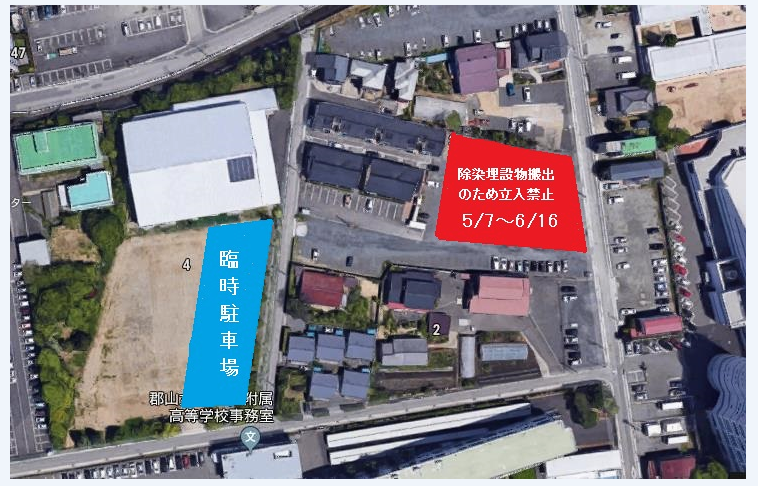 47
除染埋設物搬出
のため立入禁止
5/7～6/16
ター
4
臨時駐車場
2
郡山
附属
高等学校事務室
文